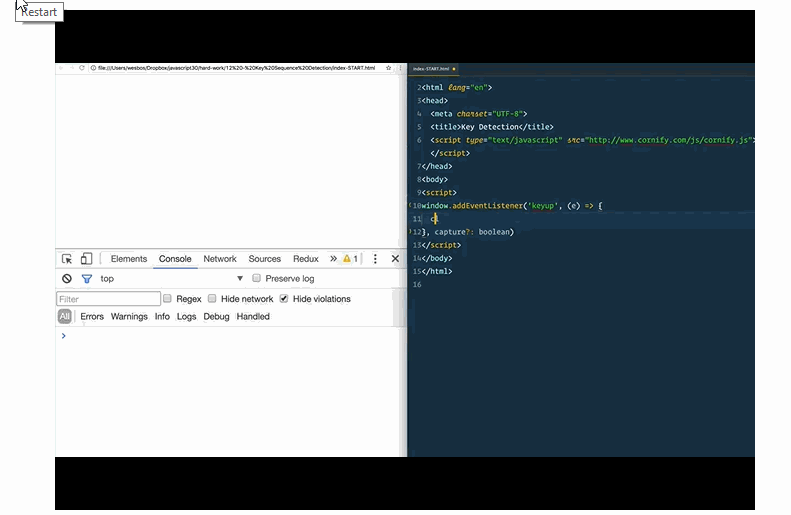 Restart
file:///Users/wesbos/Dropbox/javascript30/hard-work/12%20-%20Key%20Sequence%20Detection/index-START.html
index-START.html
2<html lang="en">
3<head>
4 <meta charset="UTF-8">
5 <title>Key Detection</title>
6 <script type="text/javascript" src="http://www.cornify.com/js/cornify.js">
</script>
7</head>
8<body>
9<script>
10window.addEventListener('keyup', (e) => {
11 cl
12}, capture?: boolean)
13</script>
14</body>
15</html>
16
Elements Console Network Sources Redux » 1
top Preserve log
Filter Regex Hide network Hide violations
All Errors Warnings Info Logs Debug Handled